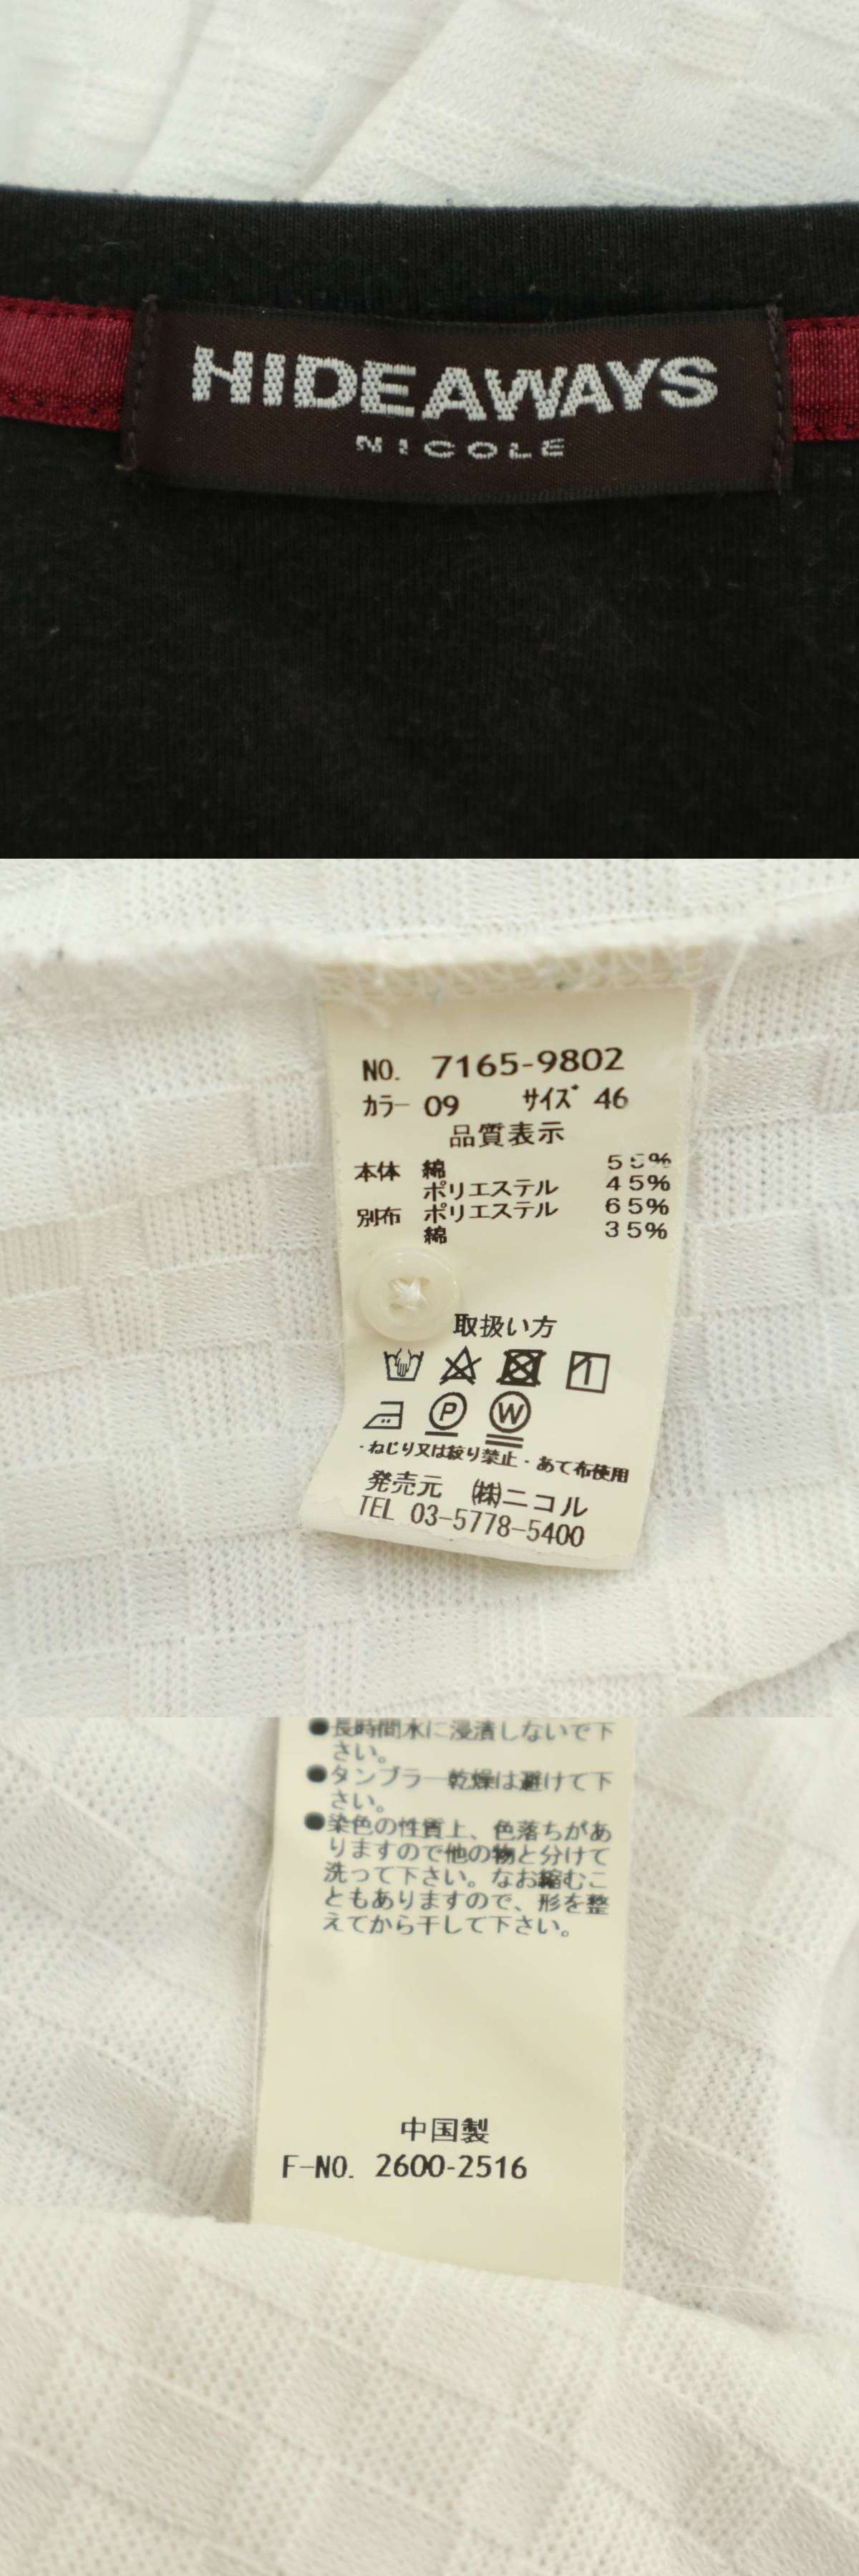 HIDEAWAYS
NICOLE
NO. 7165-9802
カラー 09 サイズ 46
品質表示
本体 綿 55%
ポリエステル 45%
別布 ポリエステル 65%
綿 35%
取扱い方
P W
・ねじり又は絞り禁止・あて布使用
発売元 ㈱ニコル
TEL 03-5778-5400
●長時間水に浸漬しないで下
さい。
●タンブラー乾燥は避けて下
さい。
●染色の性質上、色落ちがあ
りますので他の物と分けて
洗って下さい。なお縮むこ
ともありますので、形を整
えてから干して下さい。
中国製
F-NO. 2600-2516